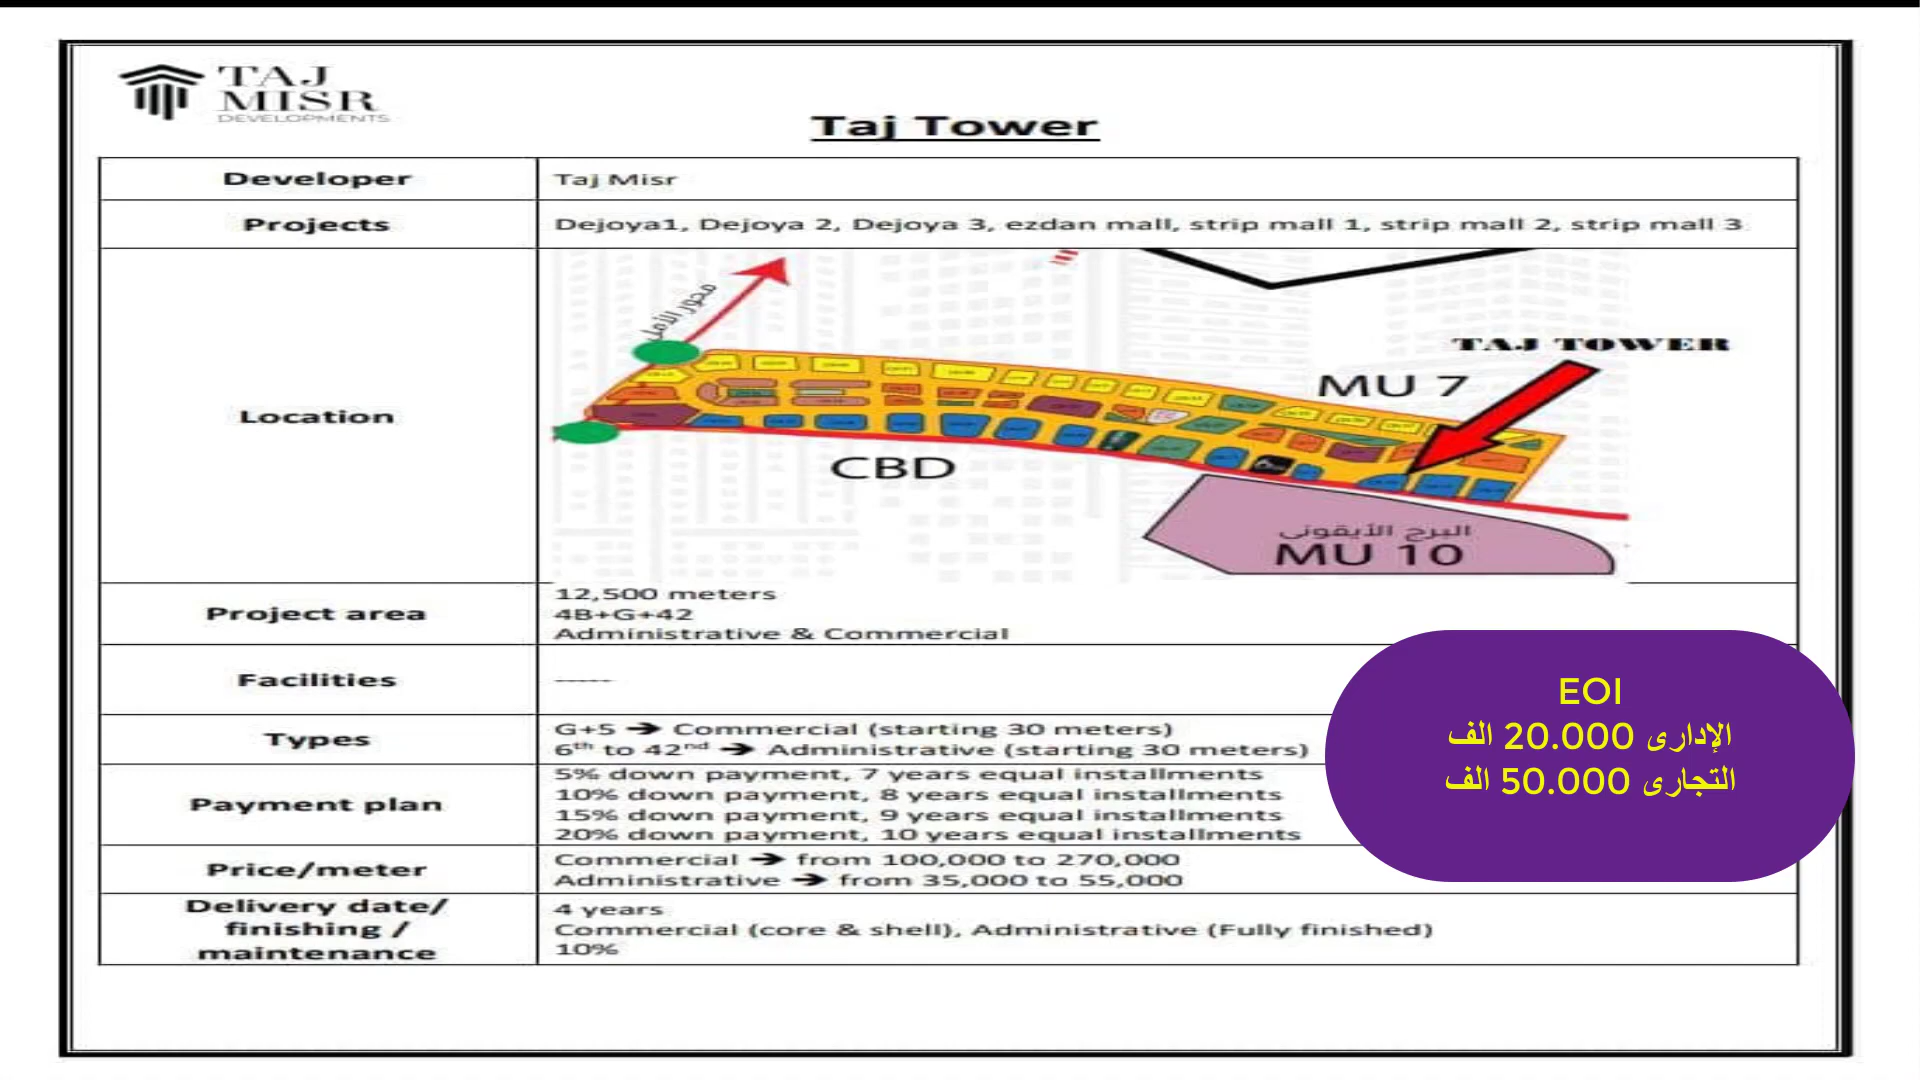 TAJ
MISR
DEVELOPMENTS
Taj Tower
Developer
Taj Misr
Projects
Dejoya1, Dejoya 2, Dejoya 3, ezdan mall, strip mall 1, strip mall 2, strip mall 3
Location
محور الأمل
TAJ TOWER
MU 7
CBD
البرج الأيقونى
MU 10
Project area
12,500 meters
4B+G+42
Administrative & Commercial
Facilities
-----
Types
G+5 ➔ Commercial (starting 30 meters)
6th to 42nd ➔ Administrative (starting 30 meters)
Payment plan
5% down payment, 7 years equal installments
10% down payment, 8 years equal installments
15% down payment, 9 years equal installments
20% down payment, 10 years equal installments
Price/meter
Commercial ➔ from 100,000 to 270,000
Administrative ➔ from 35,000 to 55,000
Delivery date/
finishing /
maintenance
4 years
Commercial (core & shell), Administrative (Fully finished)
10%
EOI
الإدارى 20.000 الف
التجارى 50.000 الف